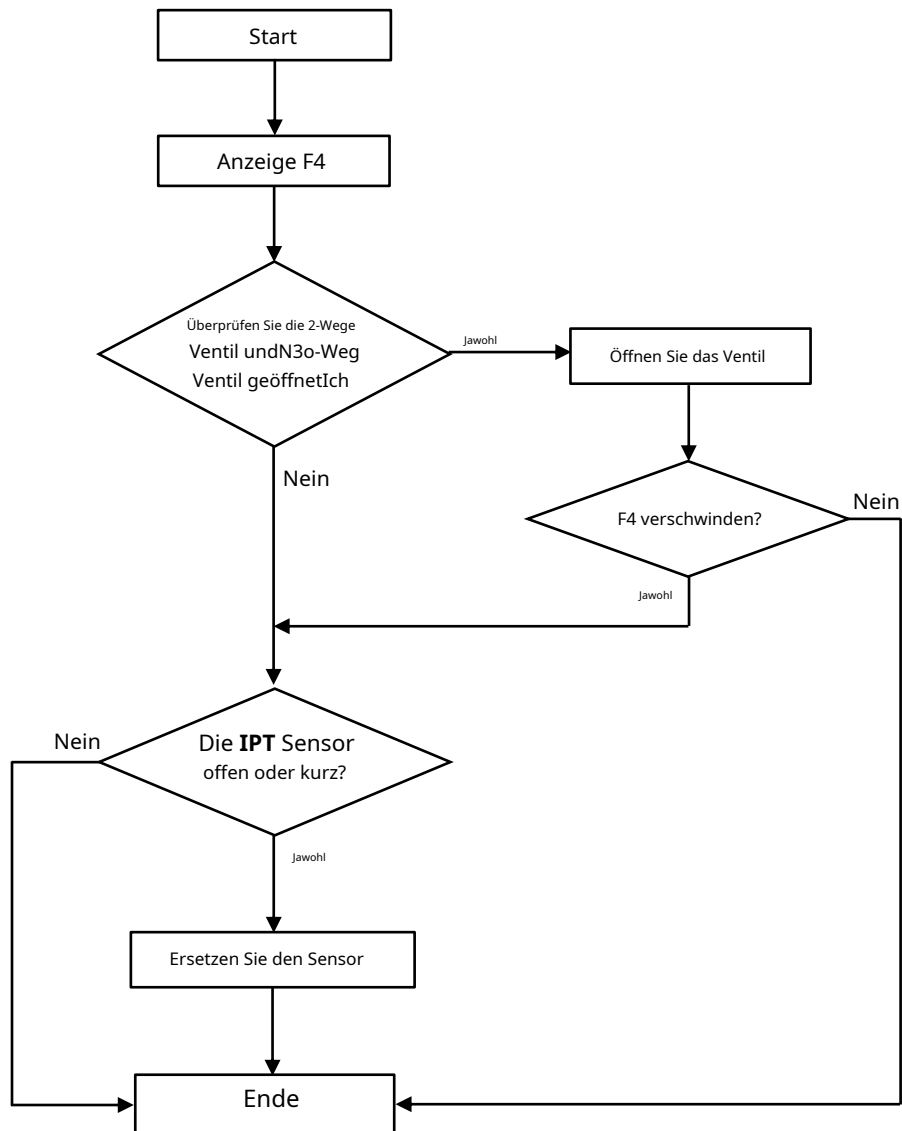 Start
Anzeige F4
Überprüfen Sie die 2-Wege
Ventil undN3o-Weg
Ventil geöffnetIch
Jawohl
Öffnen Sie das Ventil
Nein
F4 verschwinden?
Nein
Jawohl
Nein
Die IPT Sensor
offen oder kurz?
Jawohl
Ersetzen Sie den Sensor
Ende